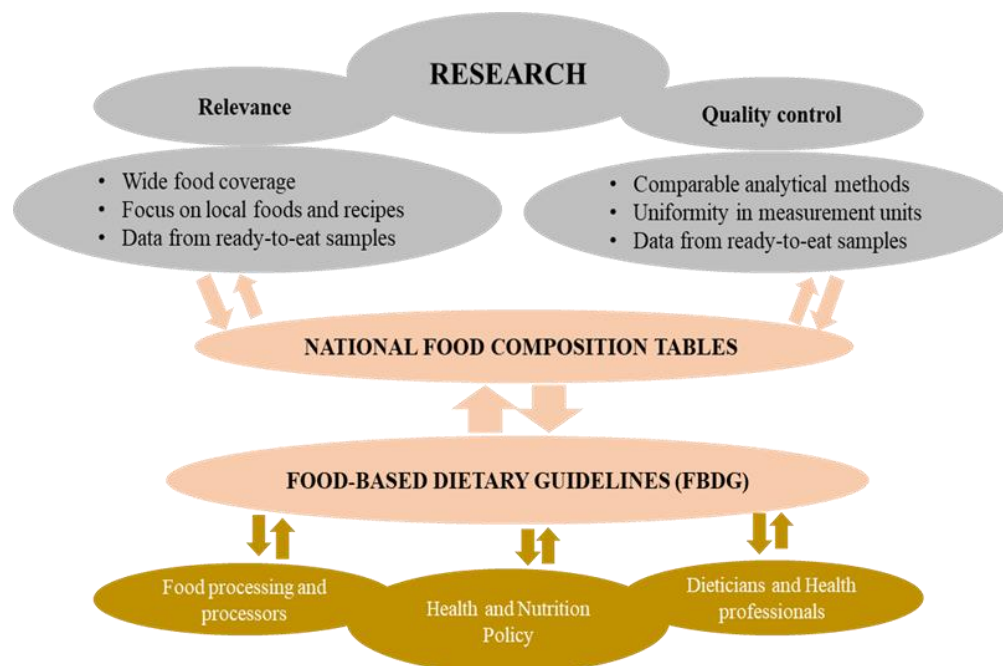 RESEARCH
Relevance
Quality control
• Wide food coverage
• Focus on local foods and recipes
• Data from ready-to-eat samples
• Comparable analytical methods
• Uniformity in measurement units
• Data from ready-to-eat samples
NATIONAL FOOD COMPOSITION TABLES
FOOD-BASED DIETARY GUIDELINES (FBDG)
Food processing and
processors
Health and Nutrition
Policy
Dieticians and Health
professionals